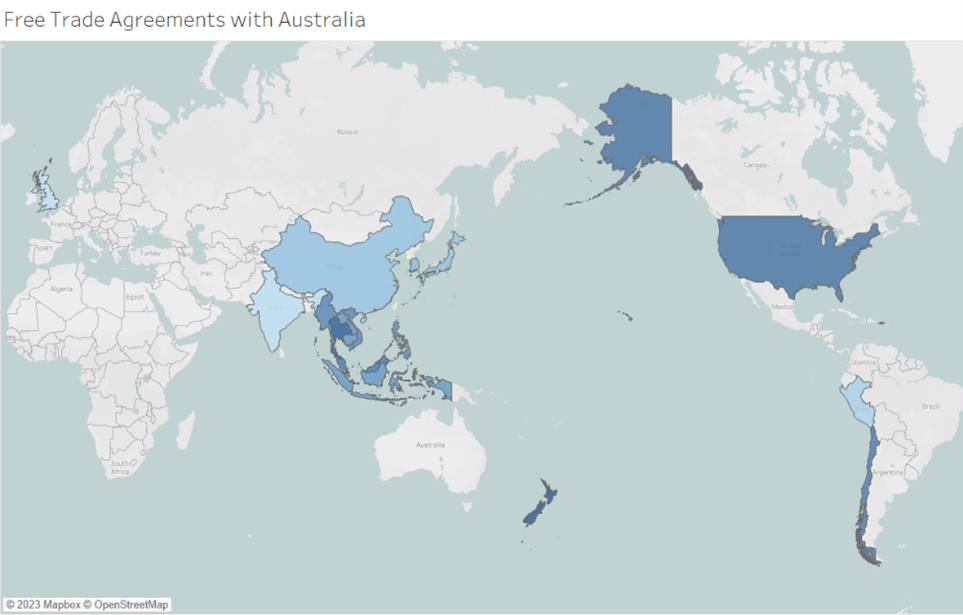 Free Trade Agreements with Australia
Russia
Canada
France
Spain
Turkey
China
United
States
Iran
Algeria
Egypt
India
Mexico
Colombia
Peru
Brazil
Australia
South
Africa
Argentina
© 2023 Mapbox © OpenStreetMap